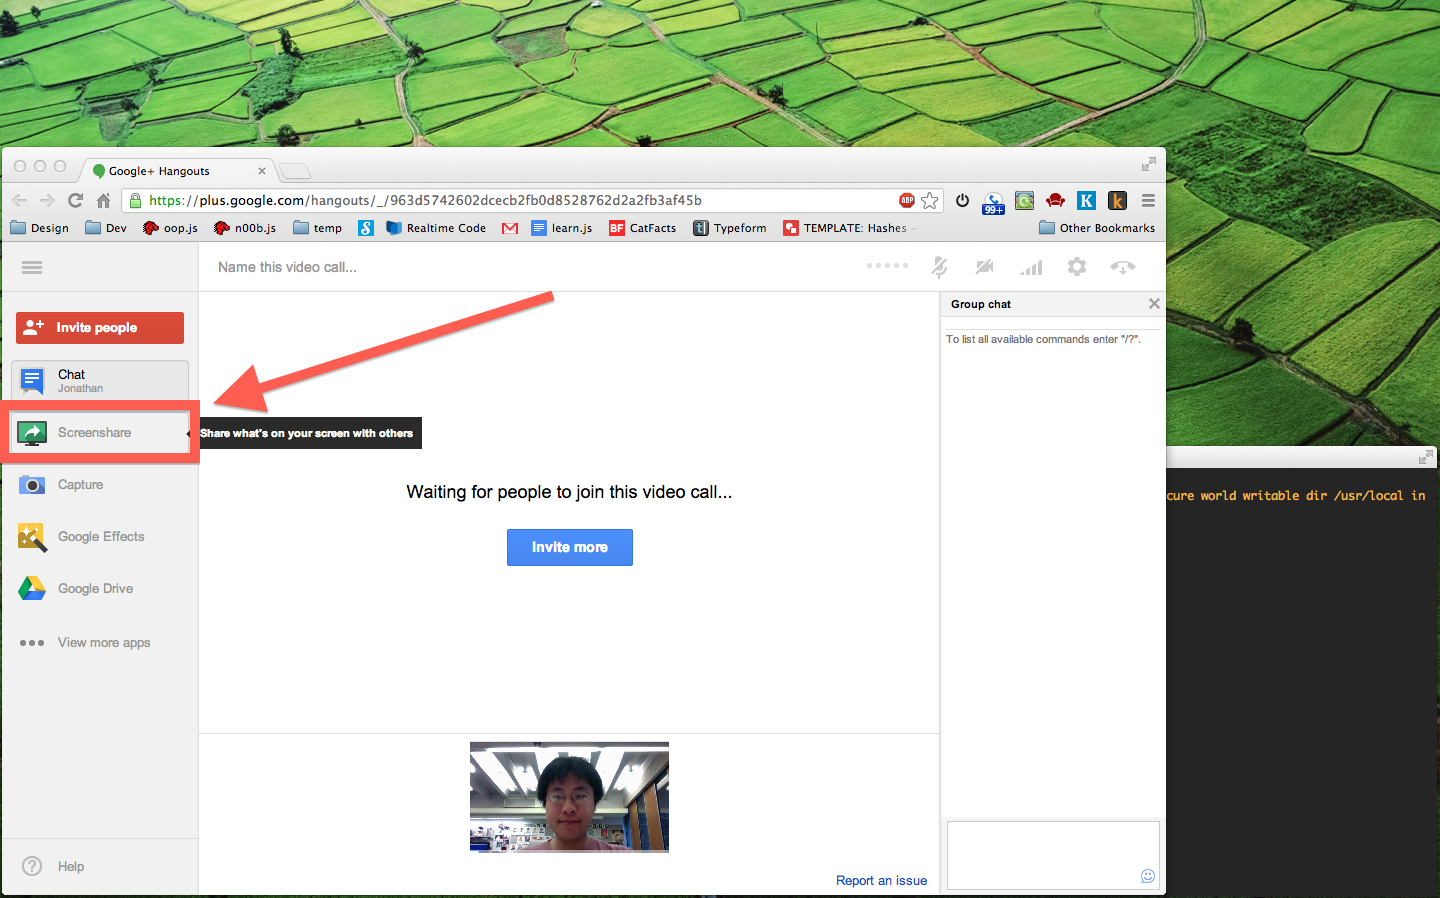 Google+ Hangouts
https://plus.google.com/hangouts/_/963d5742602dcecb2fb0d8528762d2a2fb3af45b
ABP
99+
K
k
Design
Dev
oop.js
n00b.js
temp
S
Realtime Code
learn.js
BF CatFacts
t Typeform
TEMPLATE: Hashes -
Other Bookmarks
Name this video call...
Invite people
Chat
Jonathan
Screenshare
Share what's on your screen with others
Capture
Google Effects
Google Drive
View more apps
Help
Waiting for people to join this video call...
Invite more
Report an issue
Group chat
To list all available commands enter "/?".
cure world writable dir /usr/local in